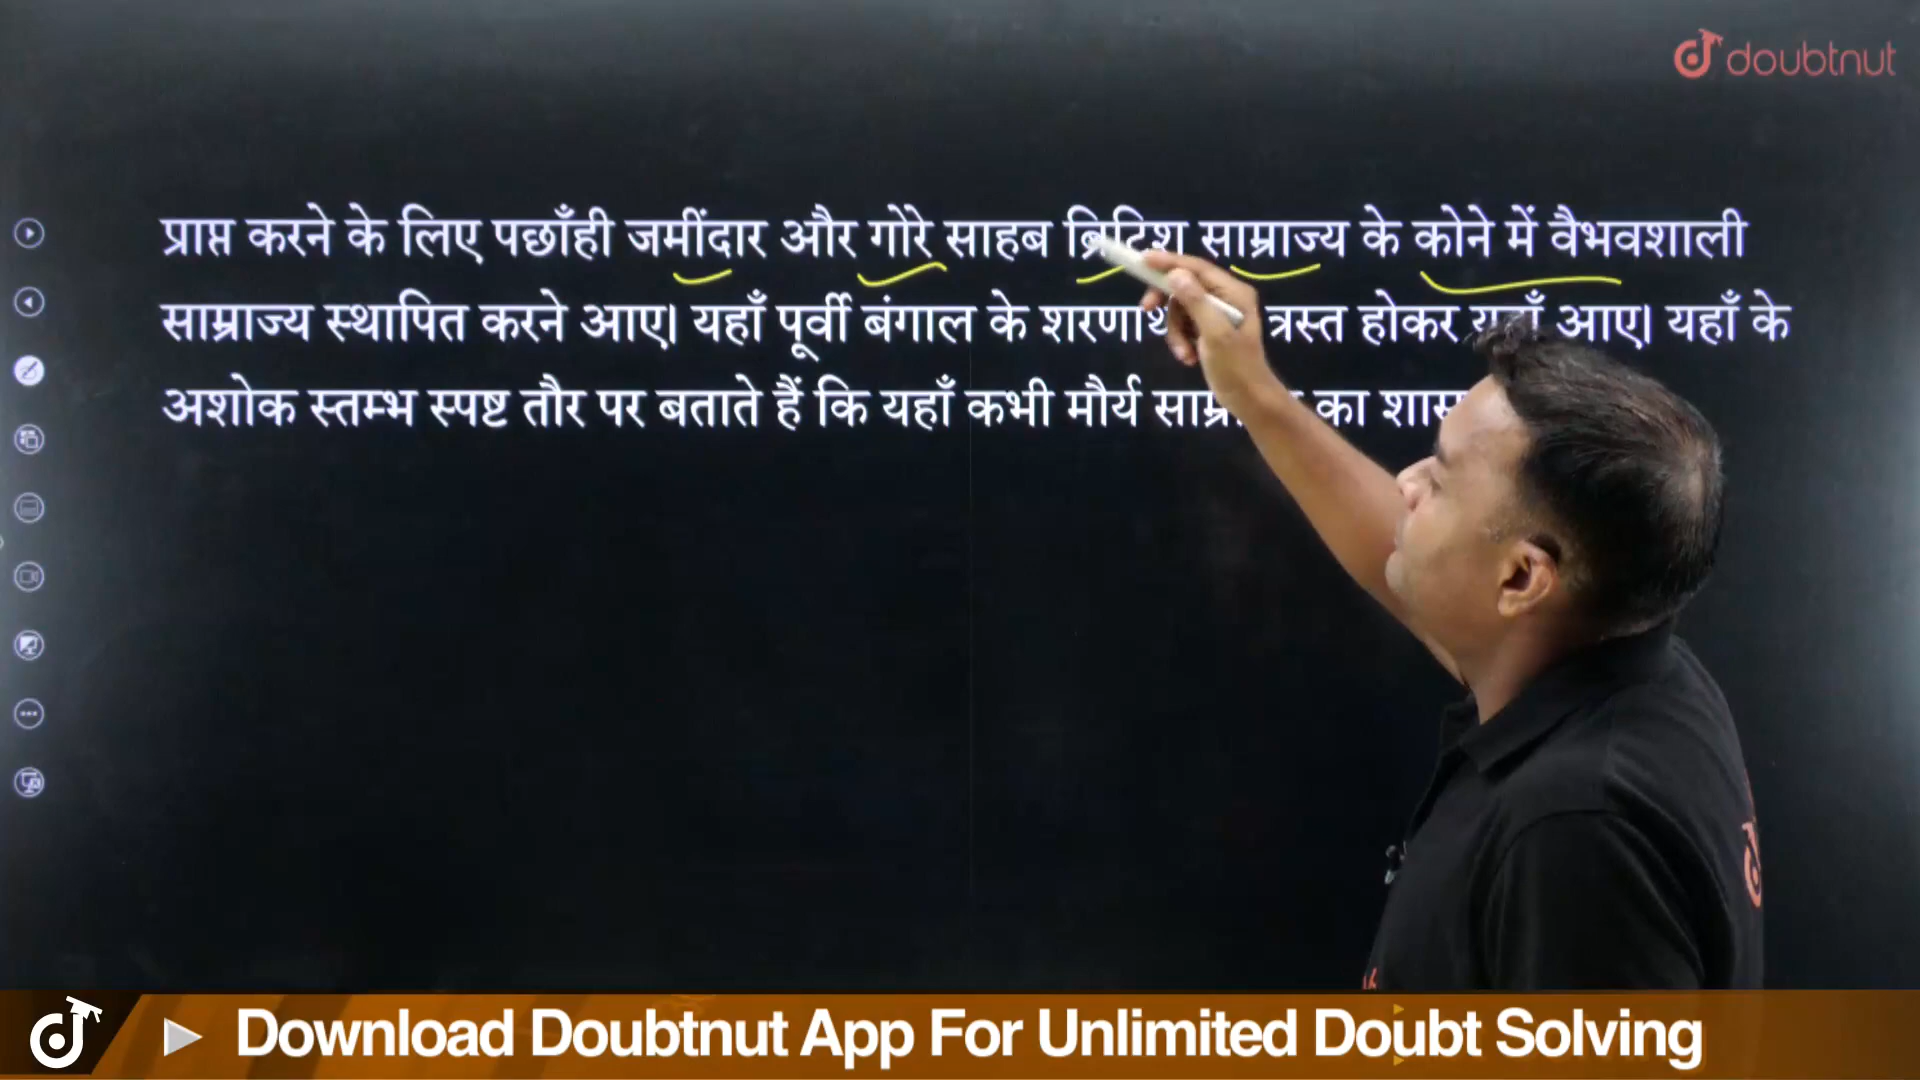 doubtnut
प्राप्त करने के लिए पछाँही जमींदार और गोरे साहब ब्रिटिश साम्राज्य के कोने में वैभवशाली
साम्राज्य स्थापित करने आए। यहाँ पूर्वी बंगाल के त्रस्त होकर यहाँ आए। यहाँ के
अशोक स्तम्भ स्पष्ट तौर पर बताते हैं कि यहाँ कभी मौर्य का
Download Doubtnut App For Unlimited Doubt Solving